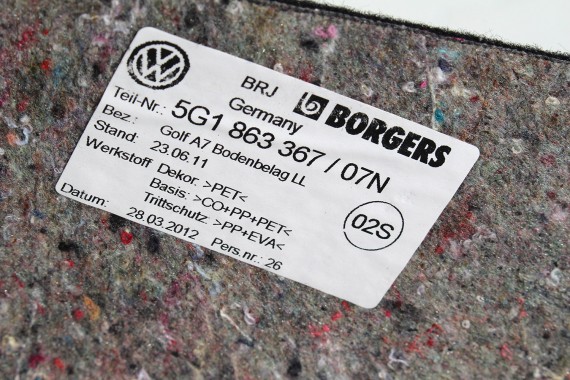 BRJ
Germany
BORGERS
Teil-Nr.: 5G1 863 367 / 07N
Bez.: Golf A7 Bodenbelag LL
Stand: 23.06.11
Werkstoff Dekor: >PET<
Basis: >CO+PP+PET<
Trittschutz: >PP+EVA<
Datum: 28.03.2012 Pers.nr.: 26
02S